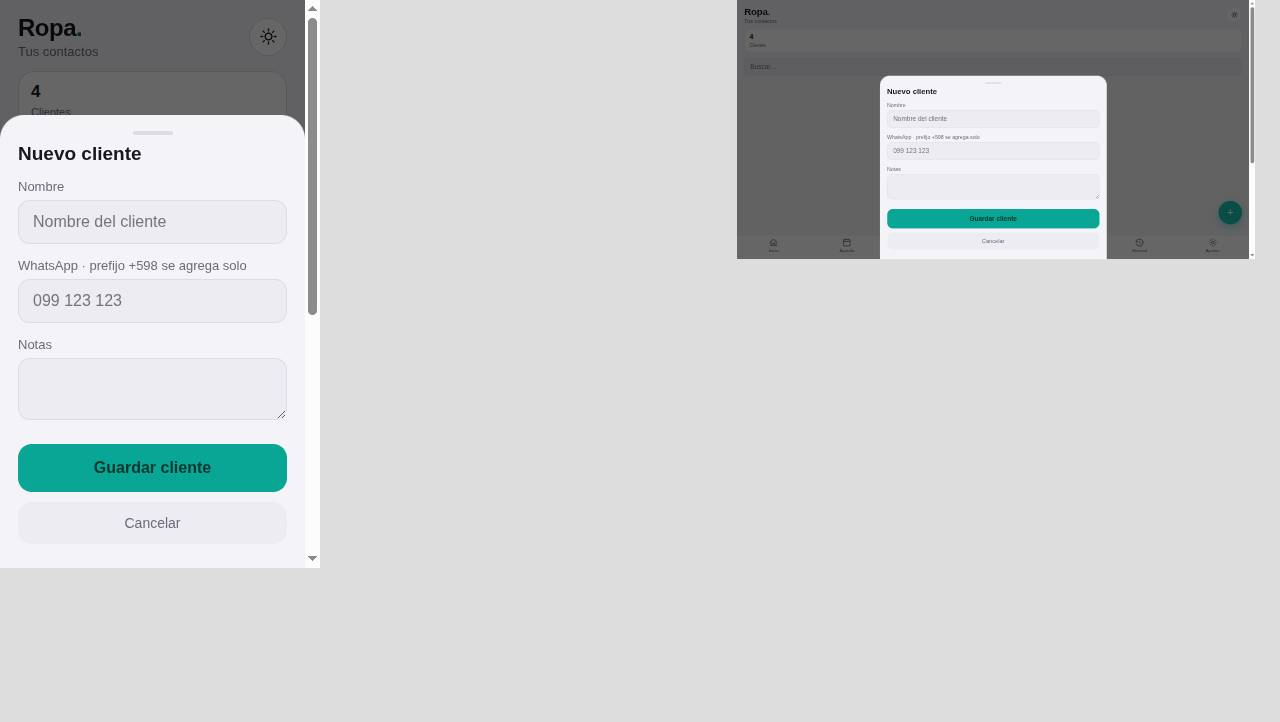 Ropa.
Tus contactos
4
Clientes
Nuevo cliente
Nombre
Nombre del cliente
WhatsApp · prefijo +598 se agrega solo
099 123 123
Notas
Guardar cliente
Cancelar
Ropa.
Tus contactos
4
Clientes
Buscar...
Nuevo cliente
Nombre
Nombre del cliente
WhatsApp · prefijo +598 se agrega solo
099 123 123
Notas
Guardar cliente
Cancelar
+